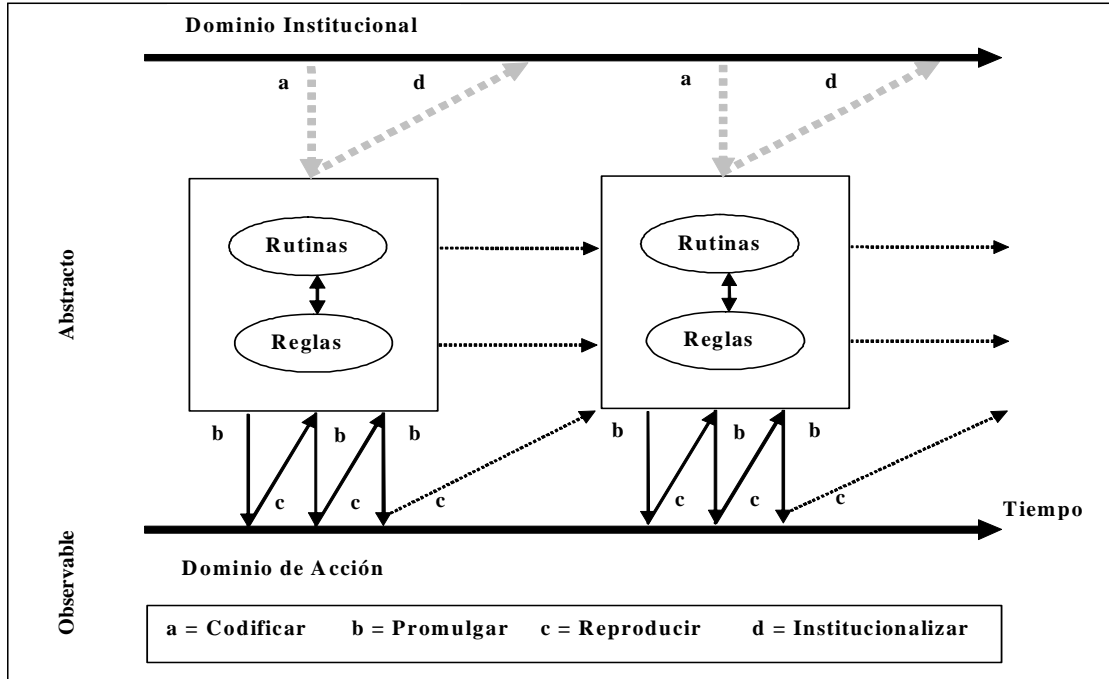 Dominio Institucional
a
d
a
d
Abstracto
Rutinas
Reglas
Rutinas
Reglas
b
b
b
b
b
b
c
c
c
c
c
c
Tiempo
Observable
Dominio de Acción
a = Codificar b = Promulgar c = Reproducir d = Institucionalizar